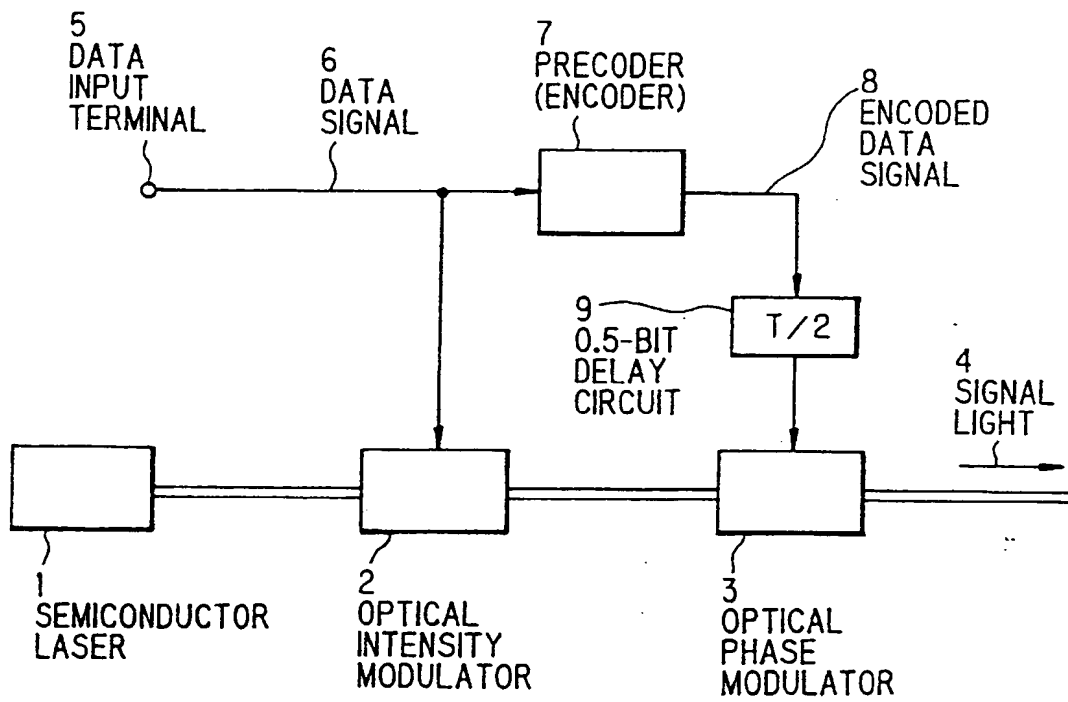 5
DATA
INPUT
TERMINAL
6
DATA
SIGNAL
7
PRECODER
(ENCODER)
8
ENCODED
DATA
SIGNAL
9
0.5-BIT
DELAY
CIRCUIT
T/2
4
SIGNAL
LIGHT
1
SEMICONDUCTOR
LASER
2
OPTICAL
INTENSITY
MODULATOR
3
OPTICAL
PHASE
MODULATOR